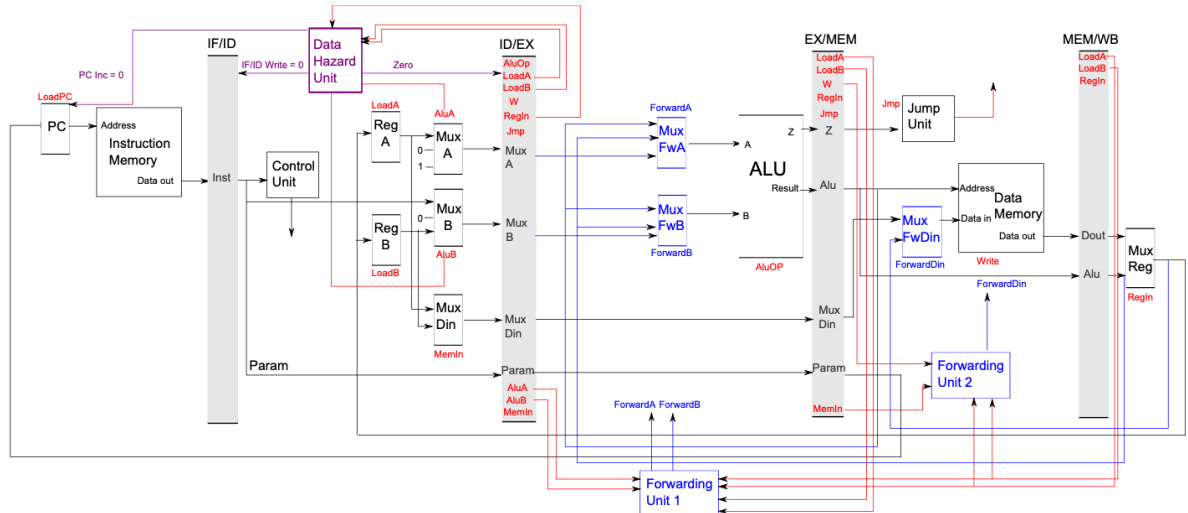 IF/ID
Data
Hazard
Unit
ID/EX
EX/MEM
MEM/WB
PC Inc = 0
IF/ID Write = 0
Zero
AluOp
LoadA
LoadB
W
RegIn
Jmp
LoadA
LoadB
W
RegIn
Jmp
LoadA
LoadB
RegIn
LoadPC
PC
Address
Instruction
Memory
Data out
Inst
Control
Unit
LoadA
Reg
A
AluA
Mux
A
0
1
Mux
A
ForwardA
Mux
FwA
A
Z
ALU
Result
B
AluOP
Z
Jmp
Jump
Unit
Reg
B
LoadB
Mux
B
0
AluB
Mux
B
Mux
FwB
ForwardB
Alu
Mux
FwDin
ForwardDin
Address
Data
Memory
Data in
Data out
Write
Dout
Alu
Mux
Reg
RegIn
Mux
Din
MemIn
Mux
Din
Mux
Din
ForwardDin
Param
Param
Param
AluA
AluB
MemIn
MemIn
Forwarding
Unit 2
ForwardA
ForwardB
Forwarding
Unit 1